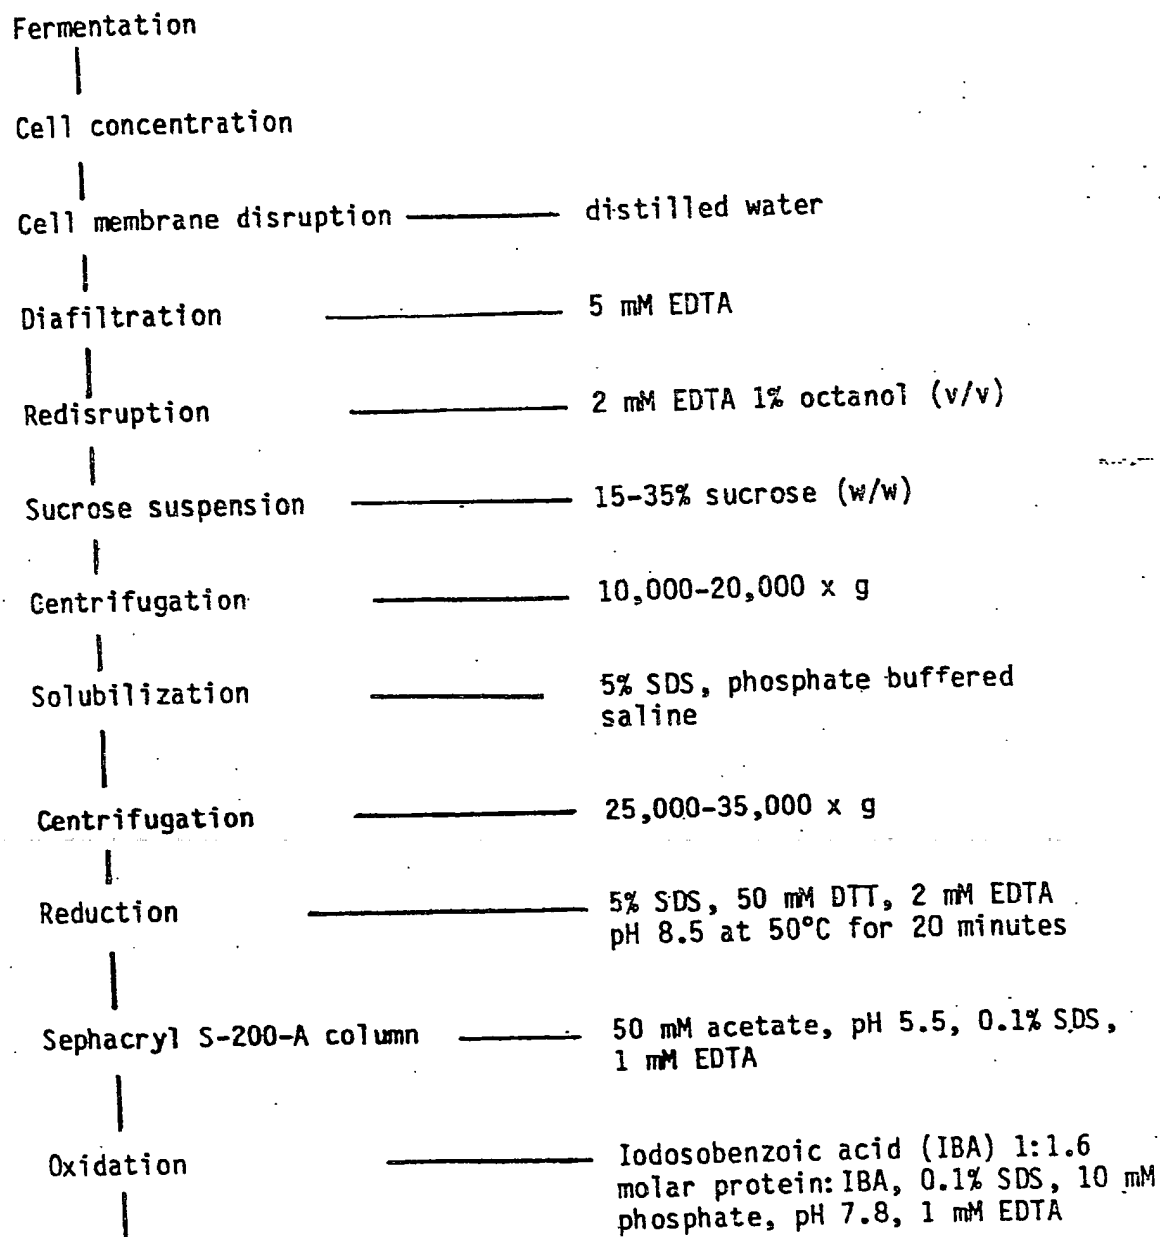 Fermentation
Cell concentration
Cell membrane disruption
distilled water
Diafiltration
5 mM EDTA
Redisruption
2 mM EDTA 1% octanol (v/v)
Sucrose suspension
15-35% sucrose (w/w)
Centrifugation
10,000-20,000 x g
Solubilization
5% SDS, phosphate buffered
saline
Centrifugation
25,000-35,000 x g
Reduction
5% SDS, 50 mM DTT, 2 mM EDTA
pH 8.5 at 50°C for 20 minutes
Sephacryl S-200-A column
50 mM acetate, pH 5.5, 0.1% SDS,
1 mM EDTA
Oxidation
Iodosobenzoic acid (IBA) 1:1.6
molar protein:IBA, 0.1% SDS, 10 mM
phosphate, pH 7.8, 1 mM EDTA